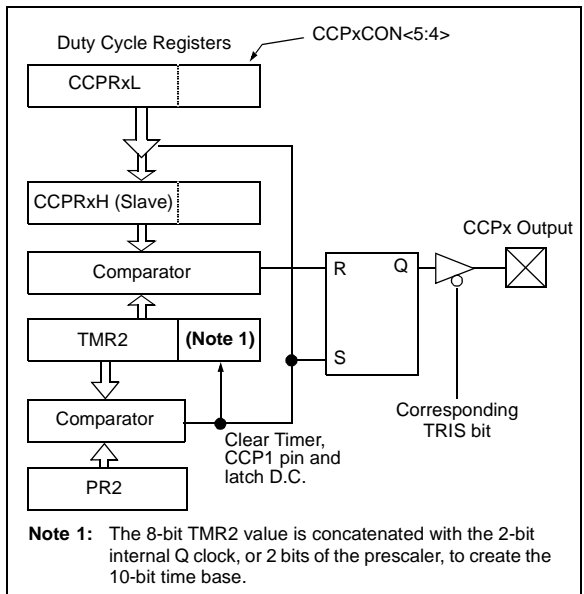 Duty Cycle Registers
CCPxCON<5:4>
CCPRxL
CCPRxH (Slave)
CCPx Output
Comparator
R
Q
TMR2
(Note 1)
S
Comparator
Clear Timer,
CCP1 pin and
latch D.C.
Corresponding
TRIS bit
PR2
Note 1: The 8-bit TMR2 value is concatenated with the 2-bit
internal Q clock, or 2 bits of the prescaler, to create the
10-bit time base.